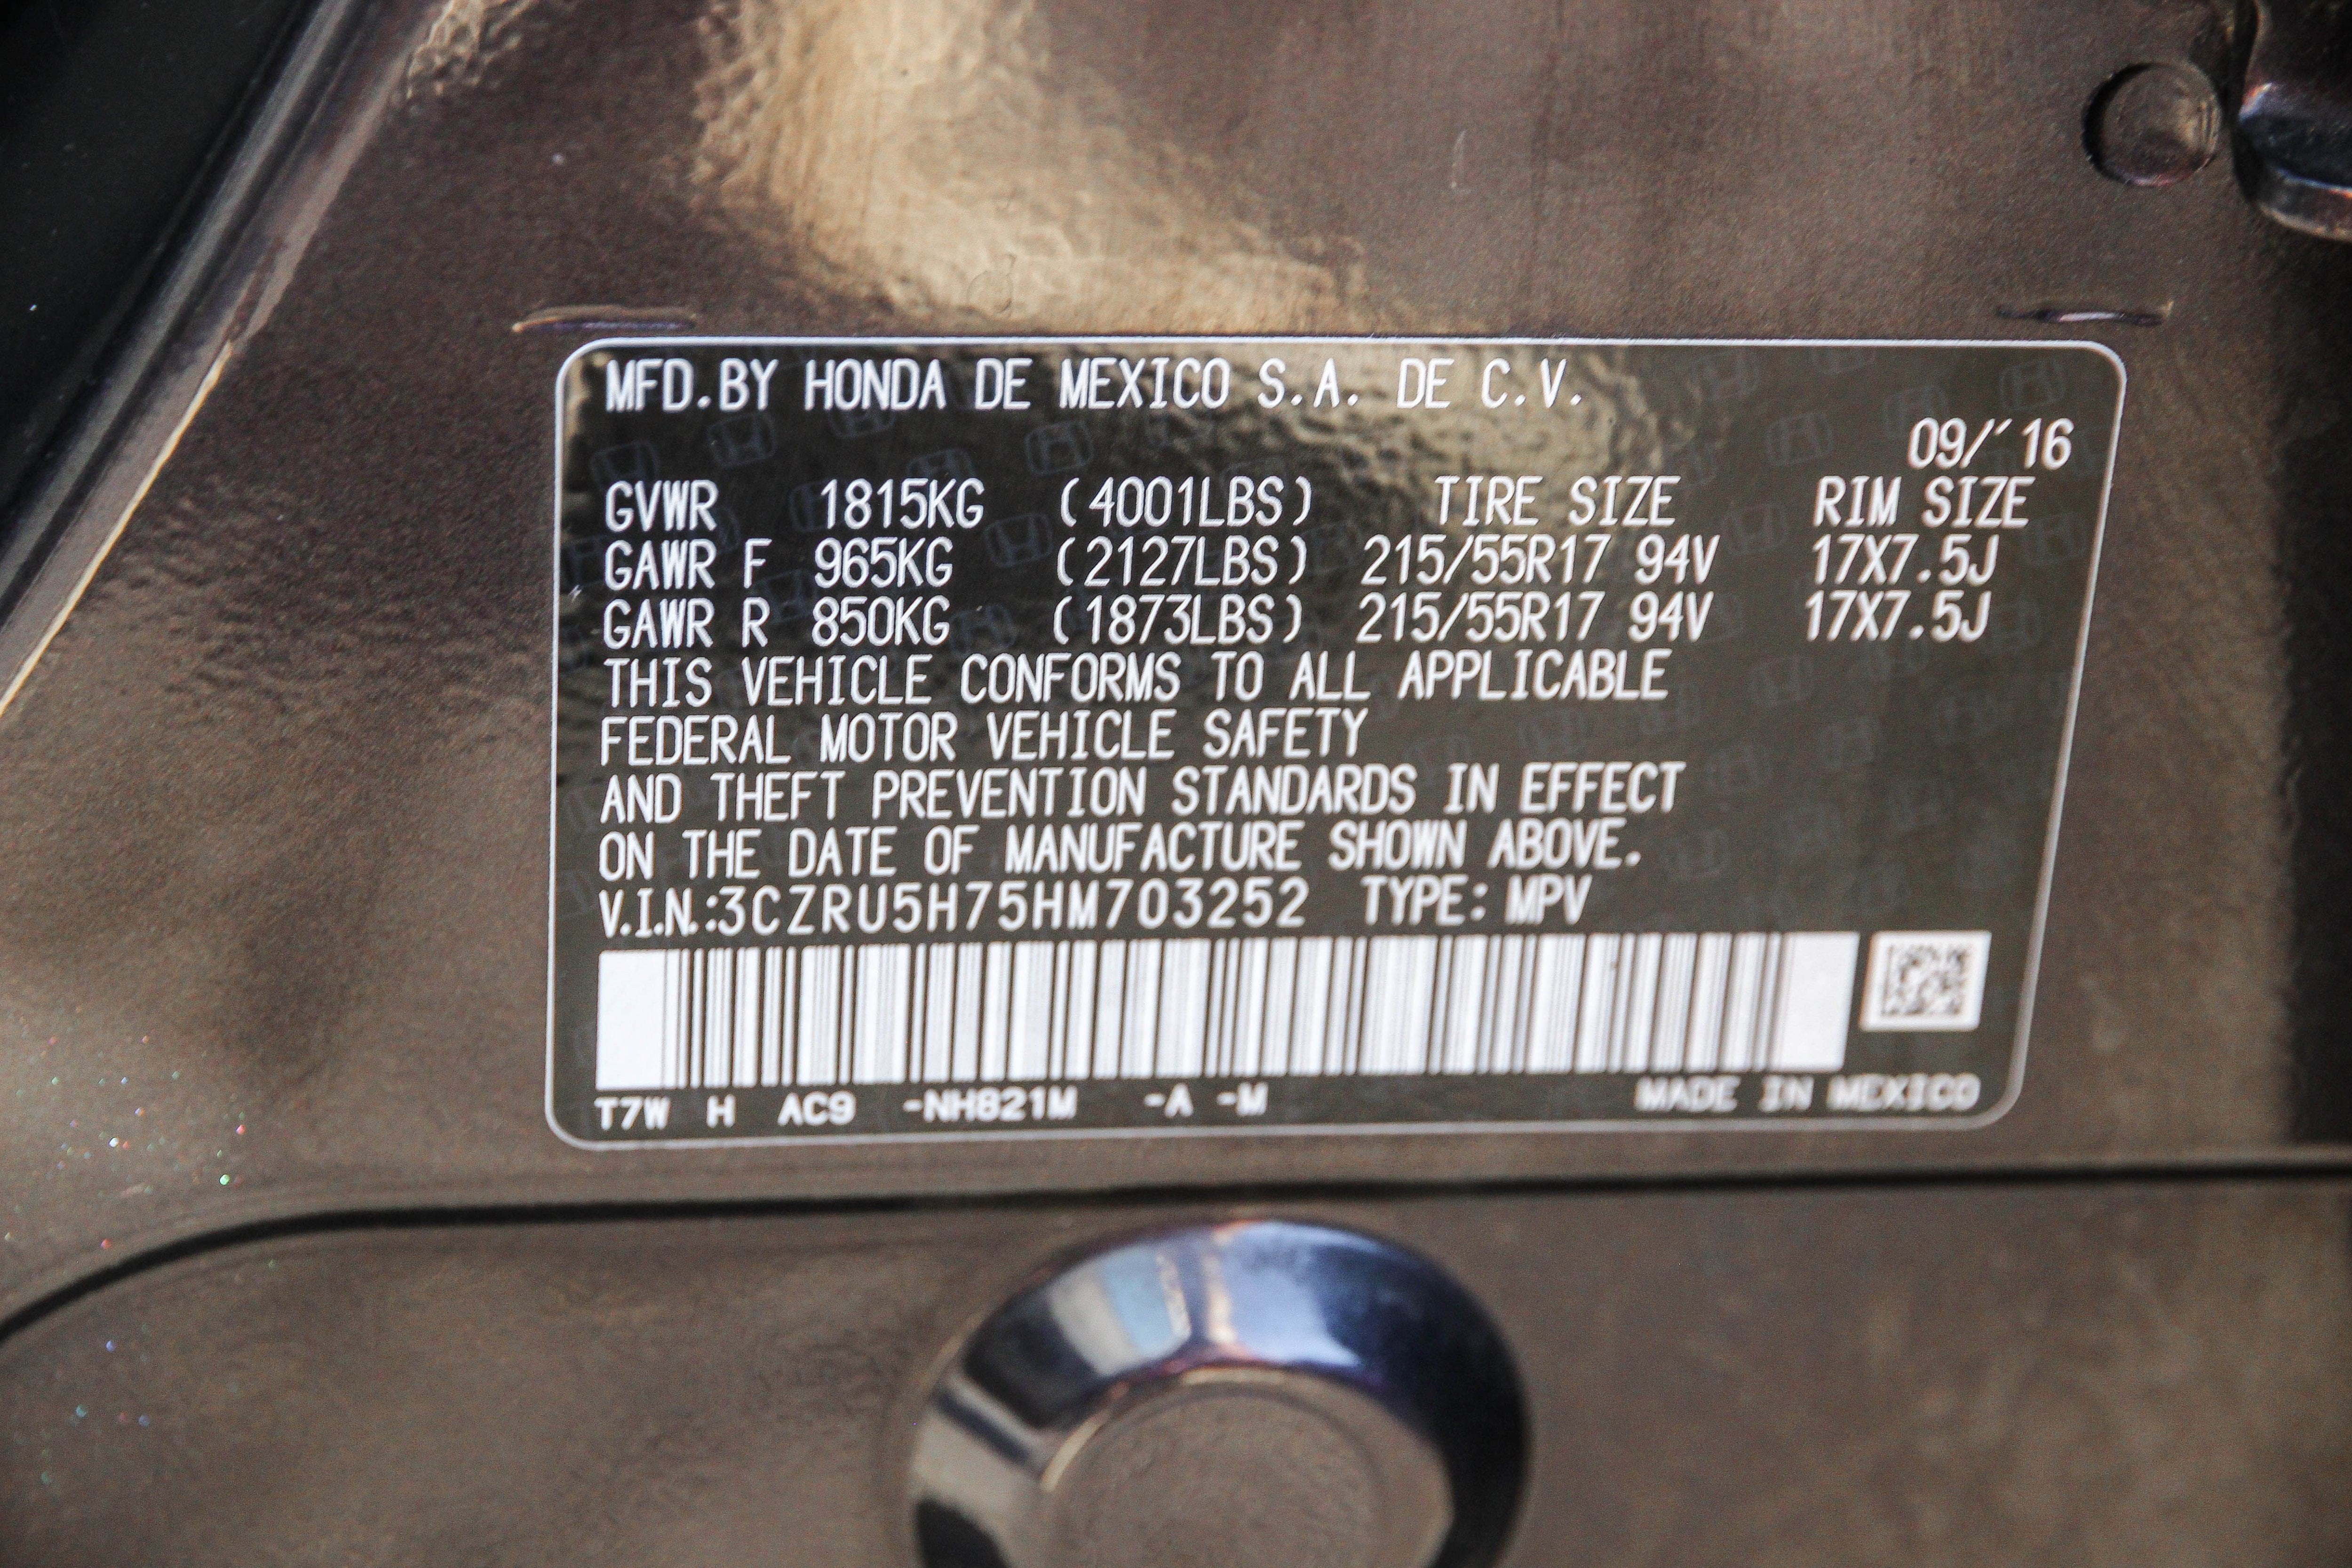 MFD.BY HONDA DE MEXICO S.A. DE C.V.
09/´16
GVWR 1815KG (4001LBS) TIRE SIZE RIM SIZE
GAWR F 965KG (2127LBS) 215/55R17 94V 17X7.5J
GAWR R 850KG (1873LBS) 215/55R17 94V 17X7.5J
THIS VEHICLE CONFORMS TO ALL APPLICABLE
FEDERAL MOTOR VEHICLE SAFETY
AND THEFT PREVENTION STANDARDS IN EFFECT
ON THE DATE OF MANUFACTURE SHOWN ABOVE.
V.I.N.:3CZRU5H75HM703252 TYPE: MPV
T7W H AC9 -NH821M -A -M MADE IN MEXICO